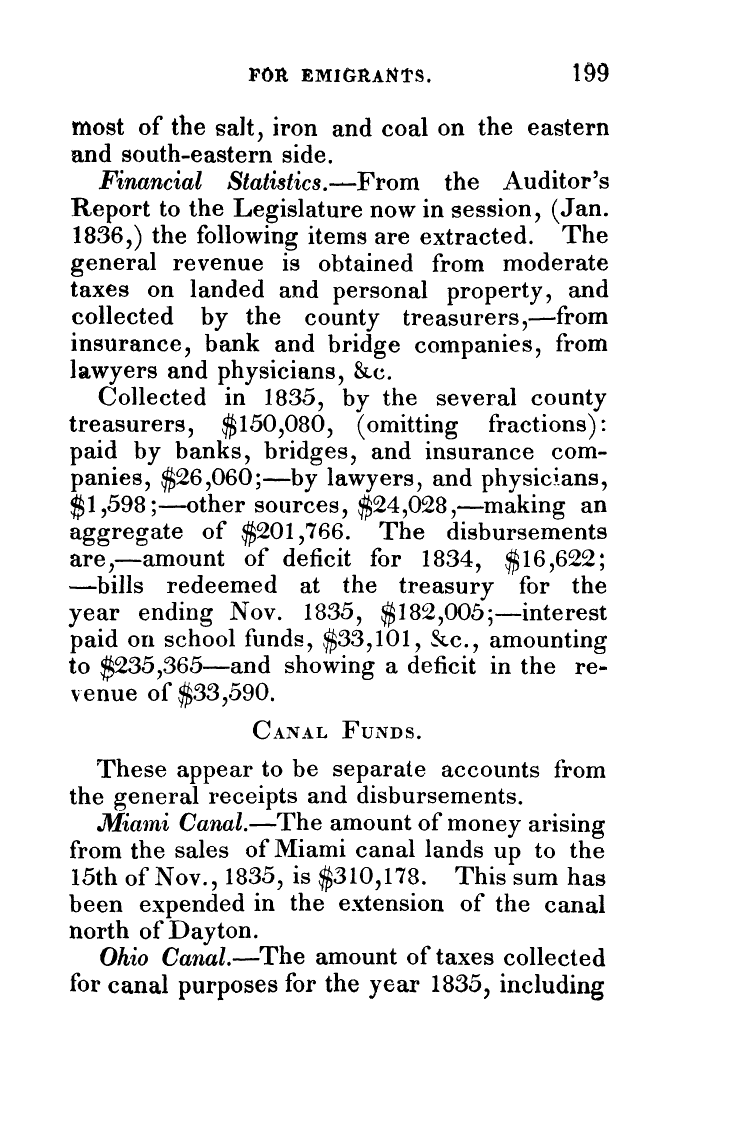 FOR EMIGRANTS. 199
most of the salt, iron and coal on the eastern
and south-eastern side.
Financial Statistics.—From the Auditor's
Report to the Legislature now in session, (Jan.
1836,) the following items are extracted. The
general revenue is obtained from moderate
taxes on landed and personal property, and
collected by the county treasurers,—from
insurance, bank and bridge companies, from
lawyers and physicians, &c.
Collected in 1835, by the several county
treasurers, $150,080, (omitting fractions):
paid by banks, bridges, and insurance com-
panies, $26,060;—by lawyers, and physicians,
$1,598;—other sources, $24,028,—making an
aggregate of $201,766. The disbursements
are,—amount of deficit for 1834, $16,622;
—bills redeemed at the treasury for the
year ending Nov. 1835, $182,005;—interest
paid on school funds, $33,101, &c., amounting
to $235,365—and showing a deficit in the re-
venue of $33,590.
CANAL FUNDS.
These appear to be separate accounts from
the general receipts and disbursements.
Miami Canal.—The amount of money arising
from the sales of Miami canal lands up to the
15th of Nov., 1835, is $310,178. This sum has
been expended in the extension of the canal
north of Dayton.
Ohio Canal.—The amount of taxes collected
for canal purposes for the year 1835, including